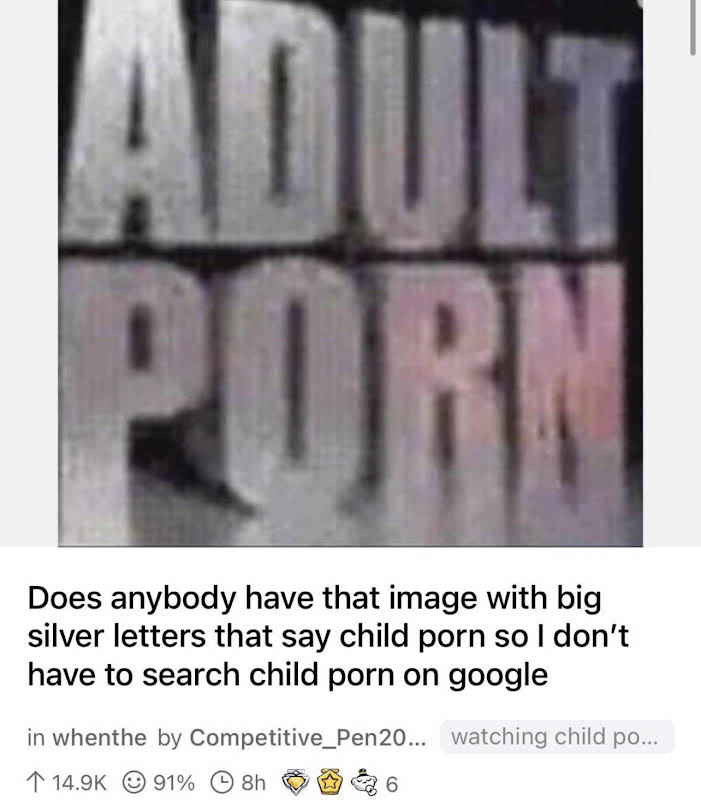 ADULT
PORN
Does anybody have that image with big
silver letters that say child porn so I don't
have to search child porn on google
in whenthe by Competitive_Pen20... watching child po...
14.9K 91% 8h 6